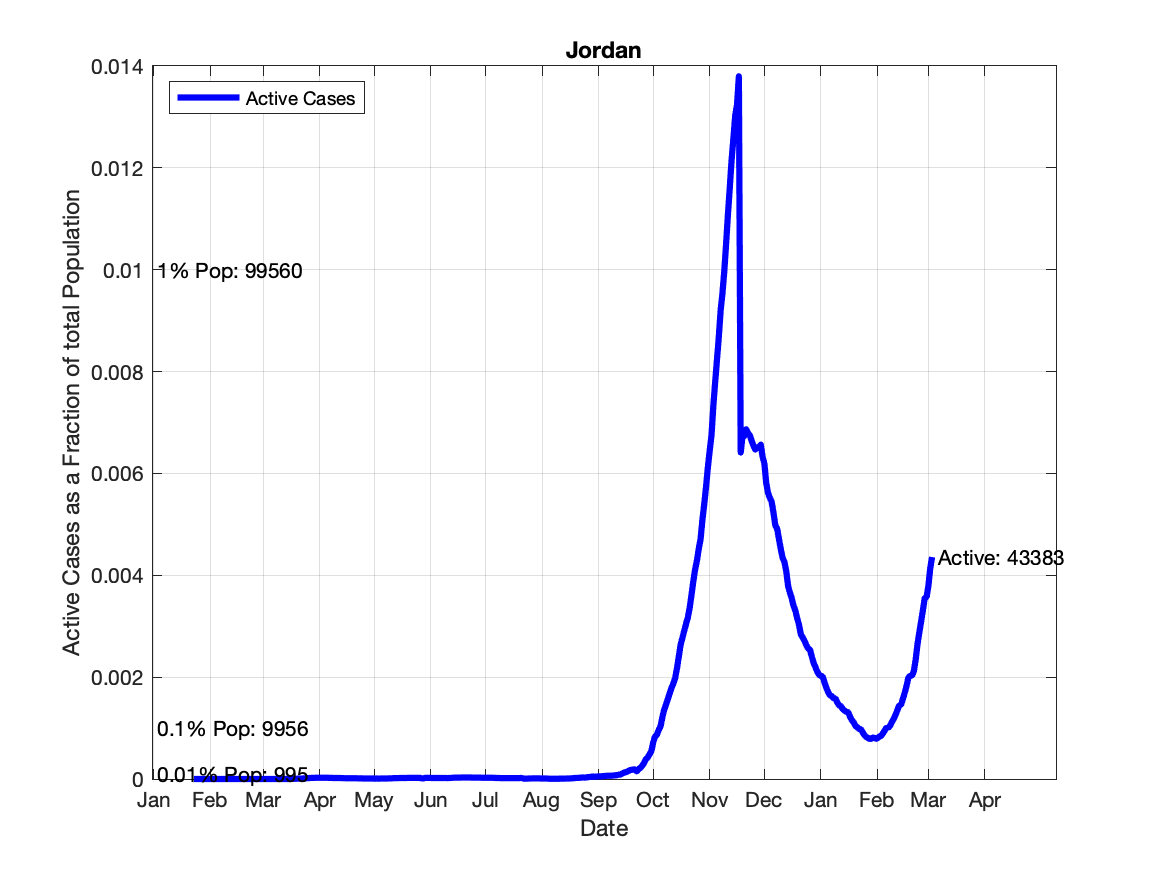 Jordan
0.014
Active Cases
0.012
0.01
1% Pop: 99560
0.008
0.006
Active: 43383
0.004
0.002
0.1% Pop: 9956
0
0.01% Pop: 995
Jan Feb Mar Apr May Jun Jul Aug Sep Oct Nov Dec Jan Feb Mar Apr
Date
Active Cases as a Fraction of total Population